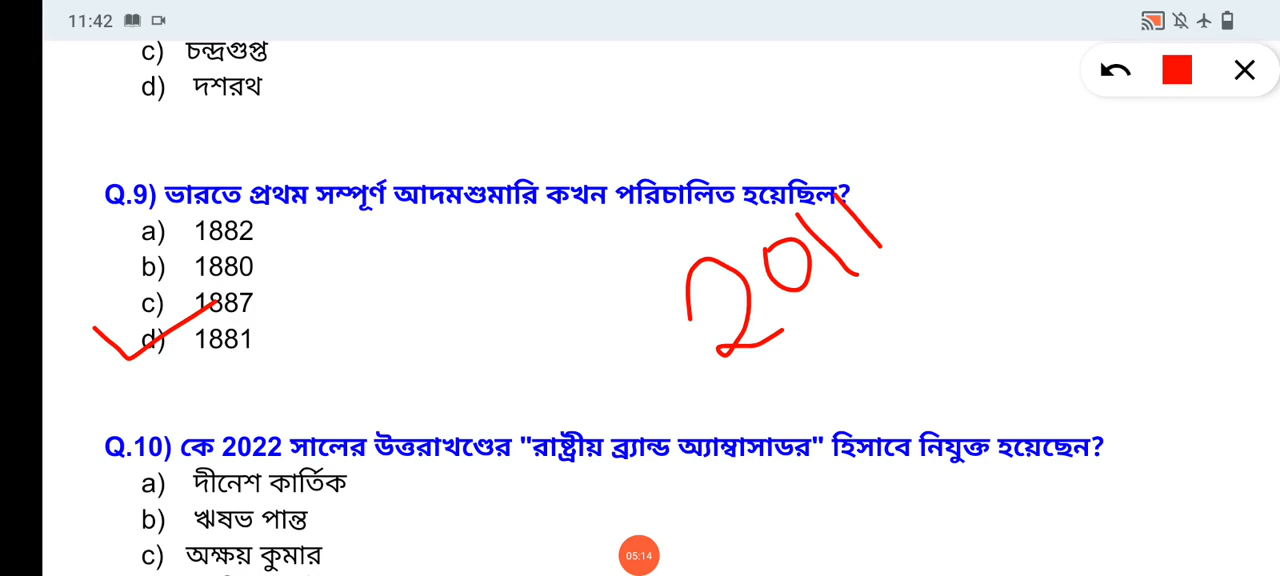 11:42
c) চন্দ্রগুপ্ত
d) দশরথ
Q.9) ভারতে প্রথম সম্পূর্ণ আদমশুমারি কখন পরিচালিত হয়েছিল?
a) 1882
b) 1880
c) 1887
d) 1881
2011
Q.10) কে 2022 সালের উত্তরাখণ্ডের "রাষ্ট্রীয় ব্র্যান্ড অ্যাম্বাসাডর" হিসাবে নিযুক্ত হয়েছেন?
a) দীনেশ কার্তিক
b) ঋষভ পান্ত
c) অক্ষয় কুমার
05:14